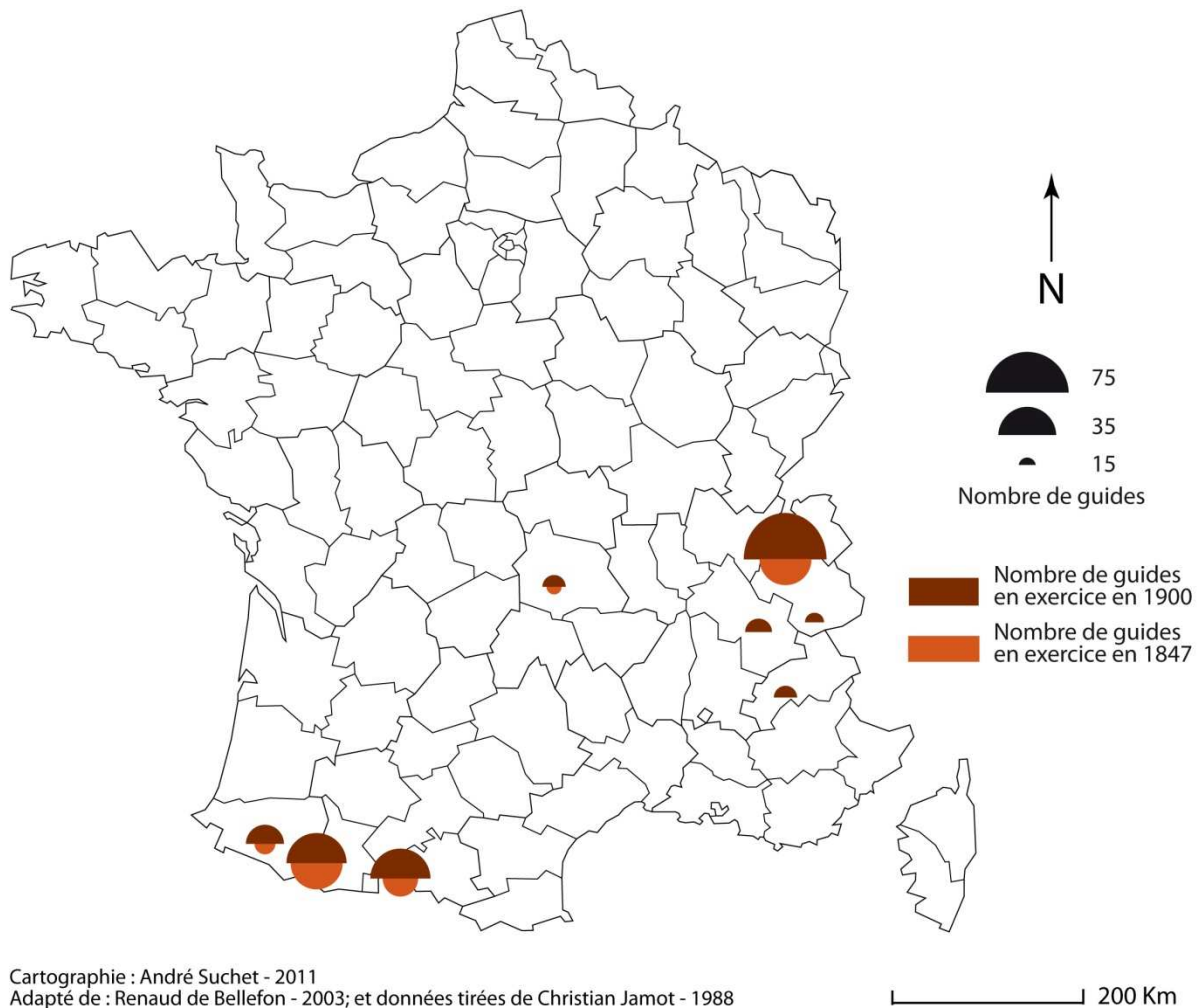 N
75
35
15
Nombre de guides
Nombre de guides
en exercice en 1900
Nombre de guides
en exercice en 1847
Cartographie : André Suchet - 2011
Adapté de : Renaud de Bellefon - 2003; et données tirées de Christian Jamot - 1988
200 Km